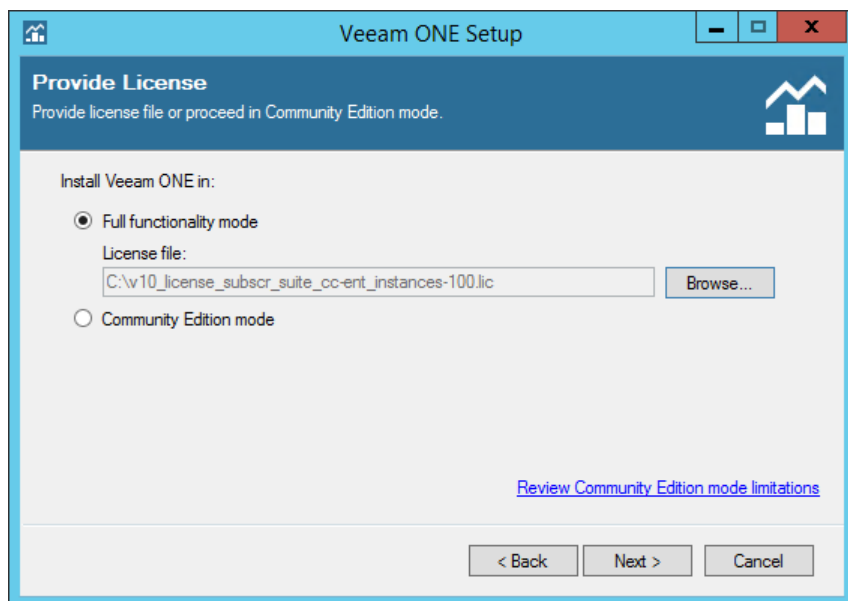 Veeam ONE Setup
Provide License
Provide license file or proceed in Community Edition mode.
Install Veeam ONE in:
Full functionality mode
License file:
C:\v10_license_subscr_suite_cc-ent_instances-100.lic
Browse...
Community Edition mode
Review Community Edition mode limitations
< Back Next > Cancel